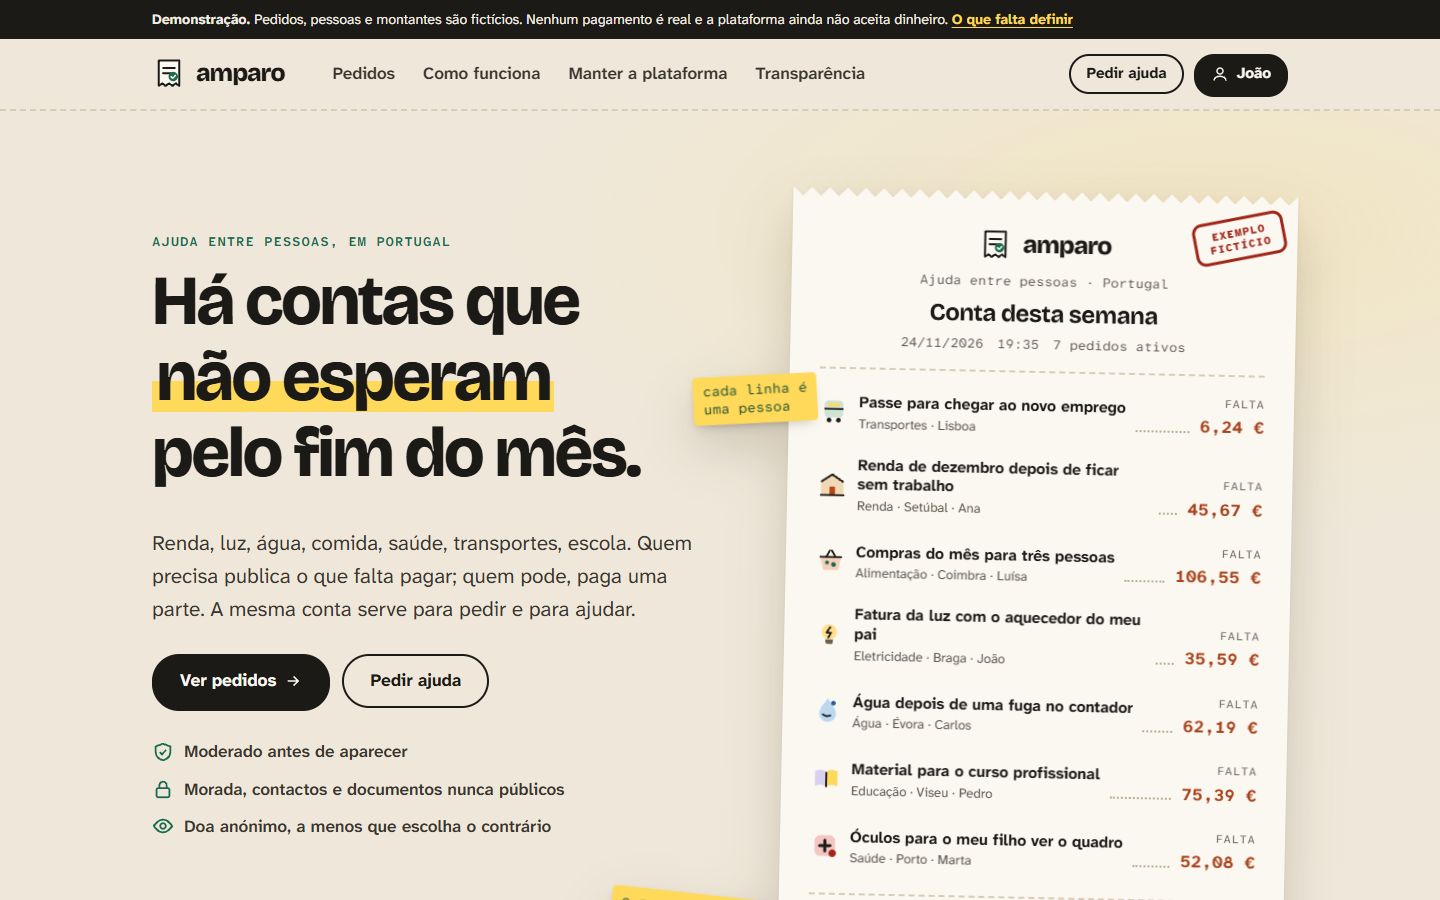 Demonstração. Pedidos, pessoas e montantes são fictícios. Nenhum pagamento é real e a plataforma ainda não aceita dinheiro. O que falta definir
amparo
Pedidos
Como funciona
Manter a plataforma
Transparência
Pedir ajuda
João
AJUDA ENTRE PESSOAS, EM PORTUGAL
Há contas que
não esperam
pelo fim do mês.
Renda, luz, água, comida, saúde, transportes, escola. Quem
precisa publica o que falta pagar; quem pode, paga uma
parte. A mesma conta serve para pedir e para ajudar.
Ver pedidos →
Pedir ajuda
Moderado antes de aparecer
Morada, contactos e documentos nunca públicos
Doa anónimo, a menos que escolha o contrário
amparo
EXEMPLO
FICTÍCIO
Ajuda entre pessoas · Portugal
Conta desta semana
24/11/2026 19:35 7 pedidos ativos
cada linha é
uma pessoa
Passe para chegar ao novo emprego
Transportes · Lisboa
FALTA
6,24 €
Renda de dezembro depois de ficar
sem trabalho
Renda · Setúbal · Ana
FALTA
45,67 €
Compras do mês para três pessoas
Alimentação · Coimbra · Luísa
FALTA
106,55 €
Fatura da luz com o aquecedor do meu
pai
Eletricidade · Braga · João
FALTA
35,59 €
Água depois de uma fuga no contador
Água · Évora · Carlos
FALTA
62,19 €
Material para o curso profissional
Educação · Viseu · Pedro
FALTA
75,39 €
Óculos para o meu filho ver o quadro
Saúde · Porto · Marta
FALTA
52,08 €